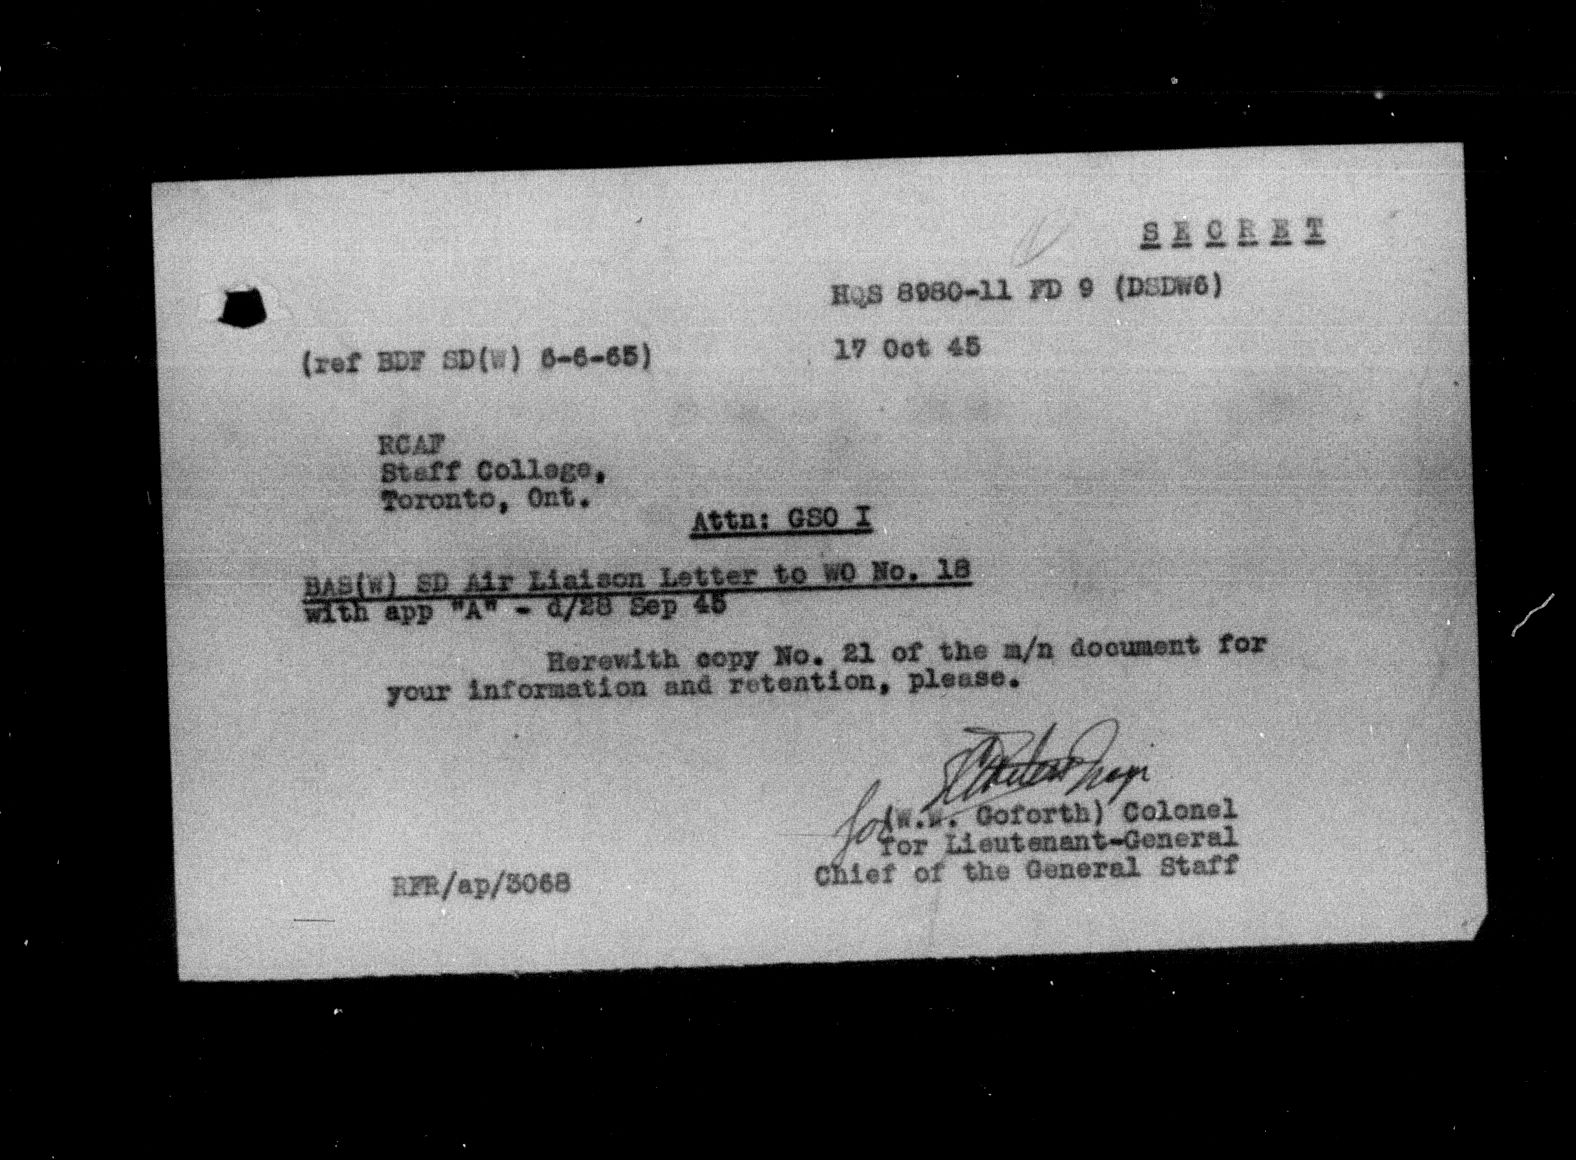 S E C R E T
HQS 8980-11 FD 9 (DSDW6)
(ref BDF SD(W) 6-6-65)
17 Oct 45
RCAF
Staff College,
Toronto, Ont.
Attn: GSO I
BAS(W) SD Air Liaison Letter to WO No. 18
with app "A" - d/28 Sep 45
Herewith copy No. 21 of the m/n document for
your information and retention, please.
for
(W.W. Goforth) Colonel
for Lieutenant-General
Chief of the General Staff
RFR/ap/3068